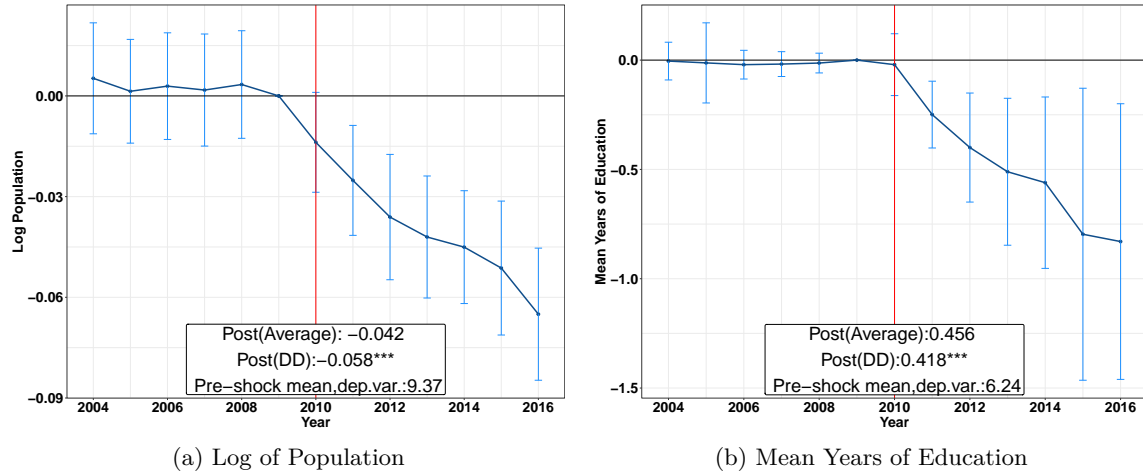 0.00
−0.03
−0.06
−0.09
Log Population
Post(Average): −0.042
Post(DD):−0.058***
Pre−shock mean,dep.var.:9.37
2004 2006 2008 2010 2012 2014 2016
Year
(a) Log of Population
0.0
−0.5
−1.0
−1.5
Mean Years of Education
Post(Average):0.456
Post(DD):0.418***
Pre−shock mean,dep.var.:6.24
2004 2006 2008 2010 2012 2014 2016
Year
(b) Mean Years of Education